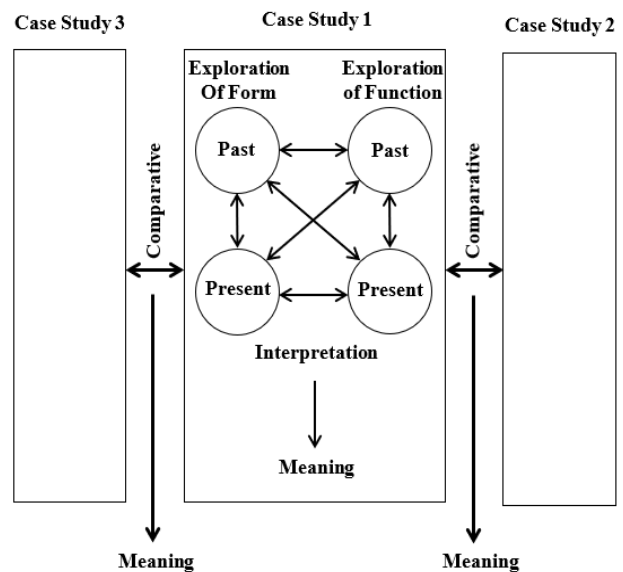 Case Study 3
Case Study 1
Case Study 2
Exploration
Of Form
Exploration
of Function
Past
Past
Comparative
Comparative
Present
Present
Interpretation
Meaning
Meaning
Meaning